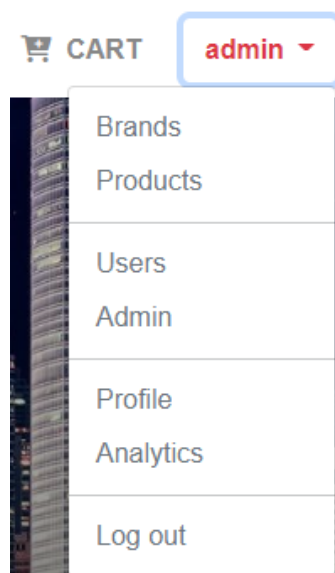 CART admin
Brands
Products
Users
Admin
Profile
Analytics
Log out